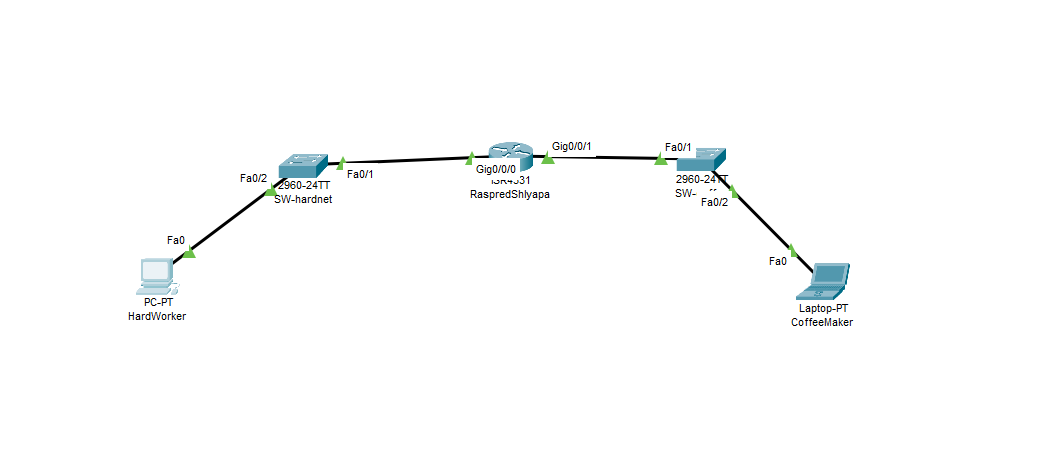 Gig0/0/1
Fa0/1
Fa0/2
Fa0/1
Gig0/0/0
2960-24TT
SW-hardnet
ISR4331
RaspredShlyapa
2960-24TT
SW-
Fa0/2
Fa0
Fa0
PC-PT
HardWorker
Laptop-PT
CoffeeMaker